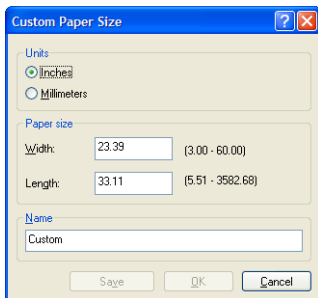 Custom Paper Size
Units
Inches
Millimeters
Paper size
Width: 23.39 (3.00 - 60.00)
Length: 33.11 (5.51 - 3582.68)
Name
Custom
Save OK Cancel